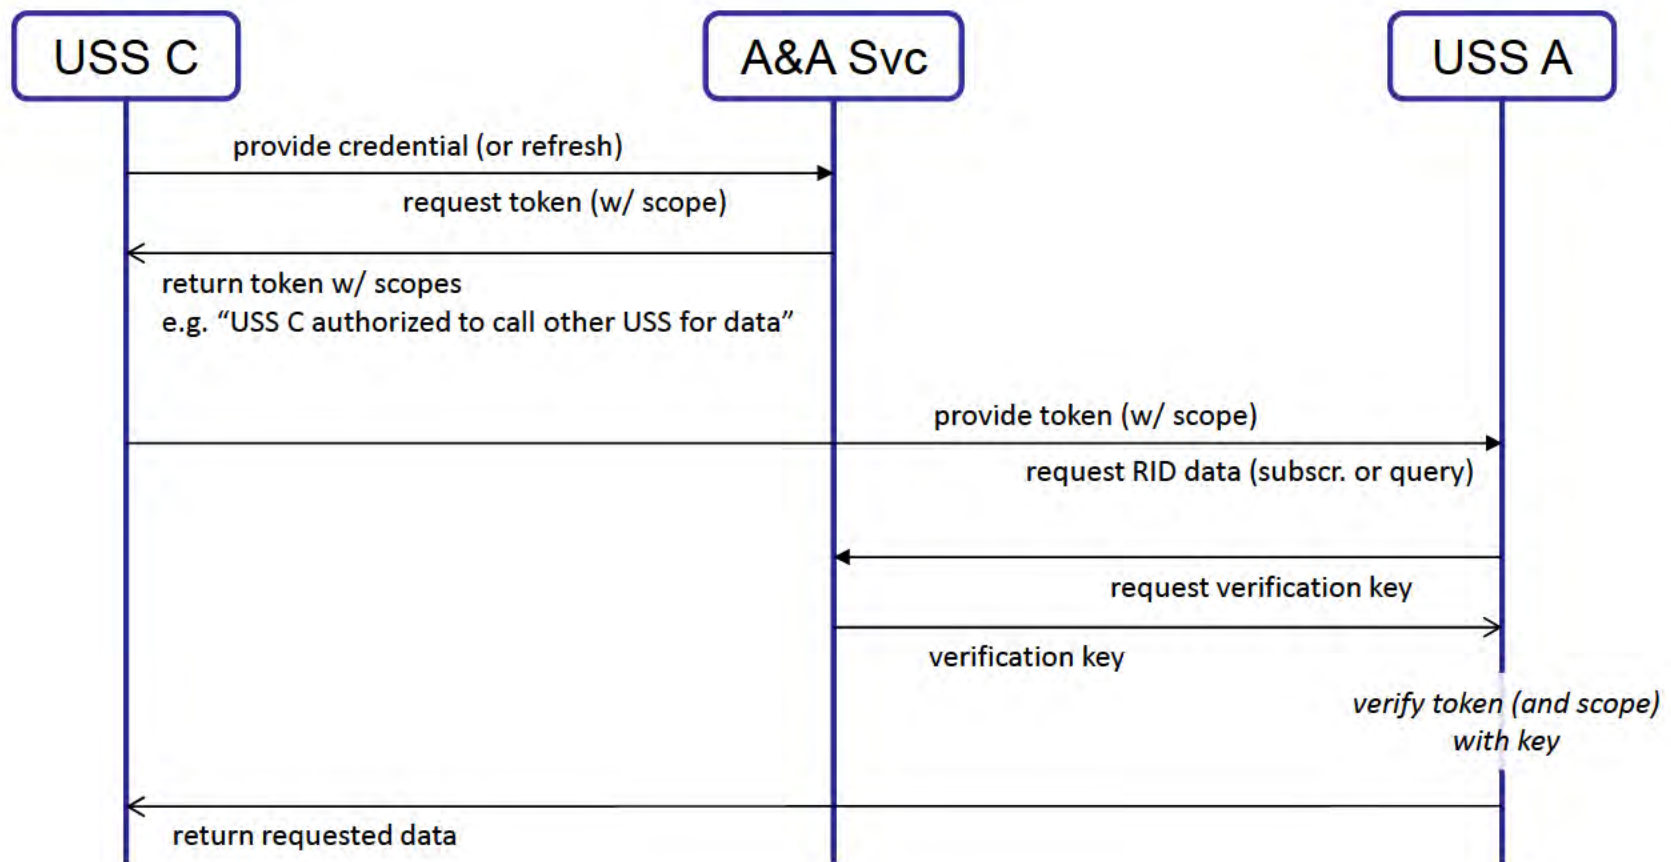 USS C
A&A Svc
USS A
provide credential (or refresh)
request token (w/ scope)
return token w/ scopes
e.g. “USS C authorized to call other USS for data”
provide token (w/ scope)
request RID data (subscr. or query)
request verification key
verification key
verify token (and scope)
with key
return requested data